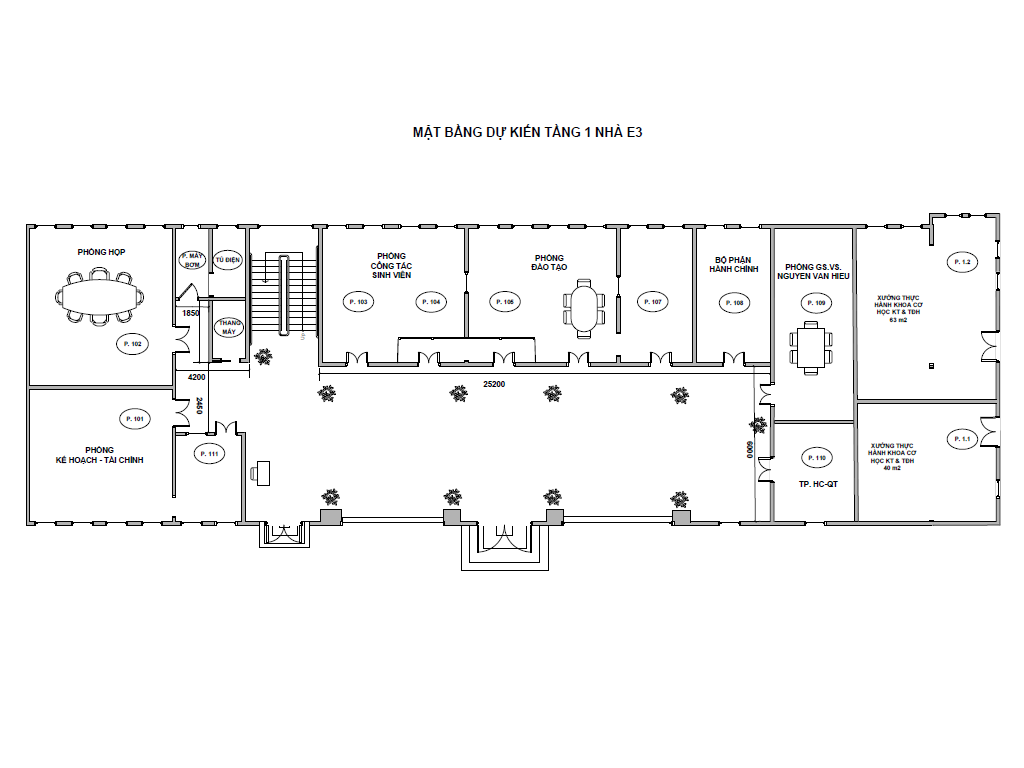 MẶT BẰNG DỰ KIẾN TẦNG 1 NHÀ E3
PHÒNG HỌP
P. 102
P. MÁY
BƠM
TỦ ĐIỆN
1850
THANG
MÁY
4200
2450
PHÒNG
CÔNG TÁC
SINH VIÊN
P. 103
P. 104
PHÒNG
ĐÀO TẠO
P. 105
P. 107
BỘ PHẬN
HÀNH CHÍNH
P. 108
PHÒNG GS.VS.
NGUYEN VAN HIEU
P. 109
XƯỞNG THỰC
HÀNH KHOA CƠ
HỌC KT & TĐH
63 m2
P. 1.2
25200
P. 101
PHÒNG
KẾ HOẠCH - TÀI CHÍNH
P. 111
6000
P. 110
TP. HC-QT
XƯỞNG THỰC
HÀNH KHOA CƠ
HỌC KT & TĐH
40 m2
P. 1.1